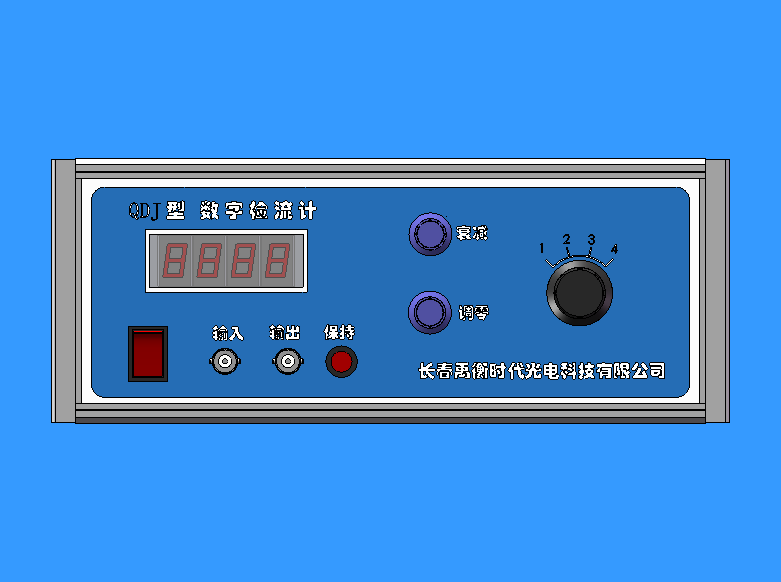 QDJ型 数字检流计
8888
衰减
1 2 3 4
调零
输入 输出 保持
长春禹衡时代光电科技有限公司